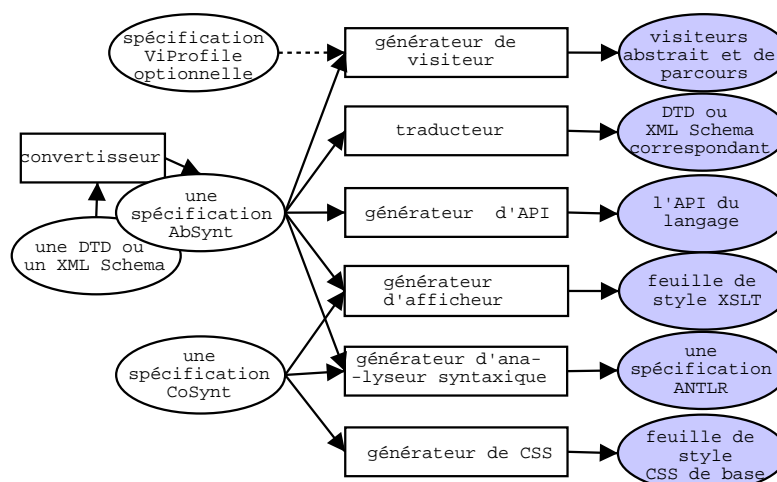 spécification
ViProfile
optionnelle
générateur de
visiteur
visiteurs
abstrait et de
parcours
traducteur
DTD ou
XML Schema
correspondant
convertisseur
une
spécification
AbSynt
générateur d'API
l'API du
langage
une DTD ou
un XML Schema
générateur
d'afficheur
feuille de
style XSLT
une
spécification
CoSynt
générateur d'ana-
-lyseur syntaxique
une
spécification
ANTLR
générateur de CSS
feuille de
style
CSS de base